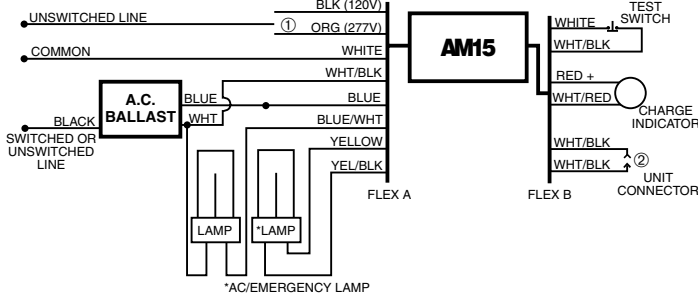 BLK (120V)
UNSWITCHED LINE
①
ORG (277V)
COMMON
WHITE
WHT/BLK
A.C.
BALLAST
BLUE
BLUE
BLACK
WHT
BLUE/WHT
SWITCHED OR
UNSWITCHED
LINE
YELLOW
YEL/BLK
FLEX A
LAMP
*LAMP
*AC/EMERGENCY LAMP
AM15
TEST
SWITCH
WHITE
WHT/BLK
RED +
WHT/RED
CHARGE
INDICATOR
WHT/BLK
②
WHT/BLK
UNIT
CONNECTOR
FLEX B